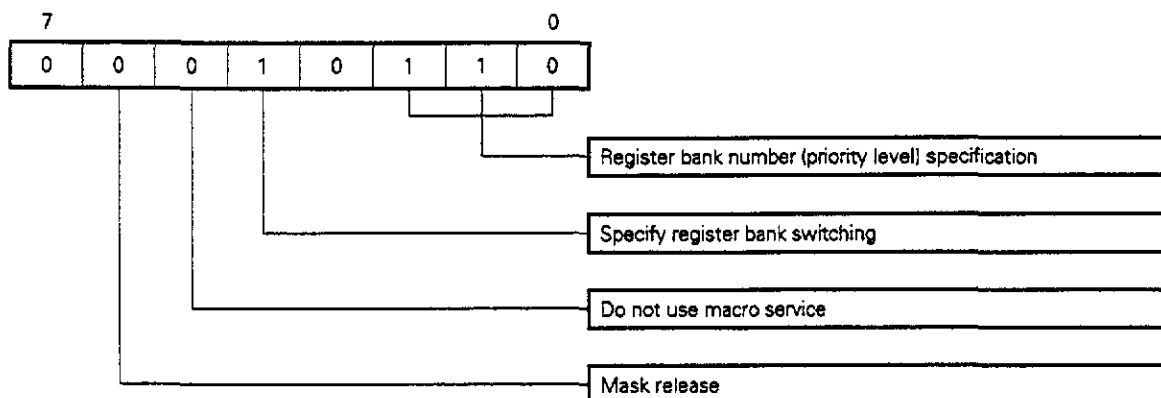 7 0
0 0 0 1 0 1 1 0
Register bank number (priority level) specification
Specify register bank switching
Do not use macro service
Mask release